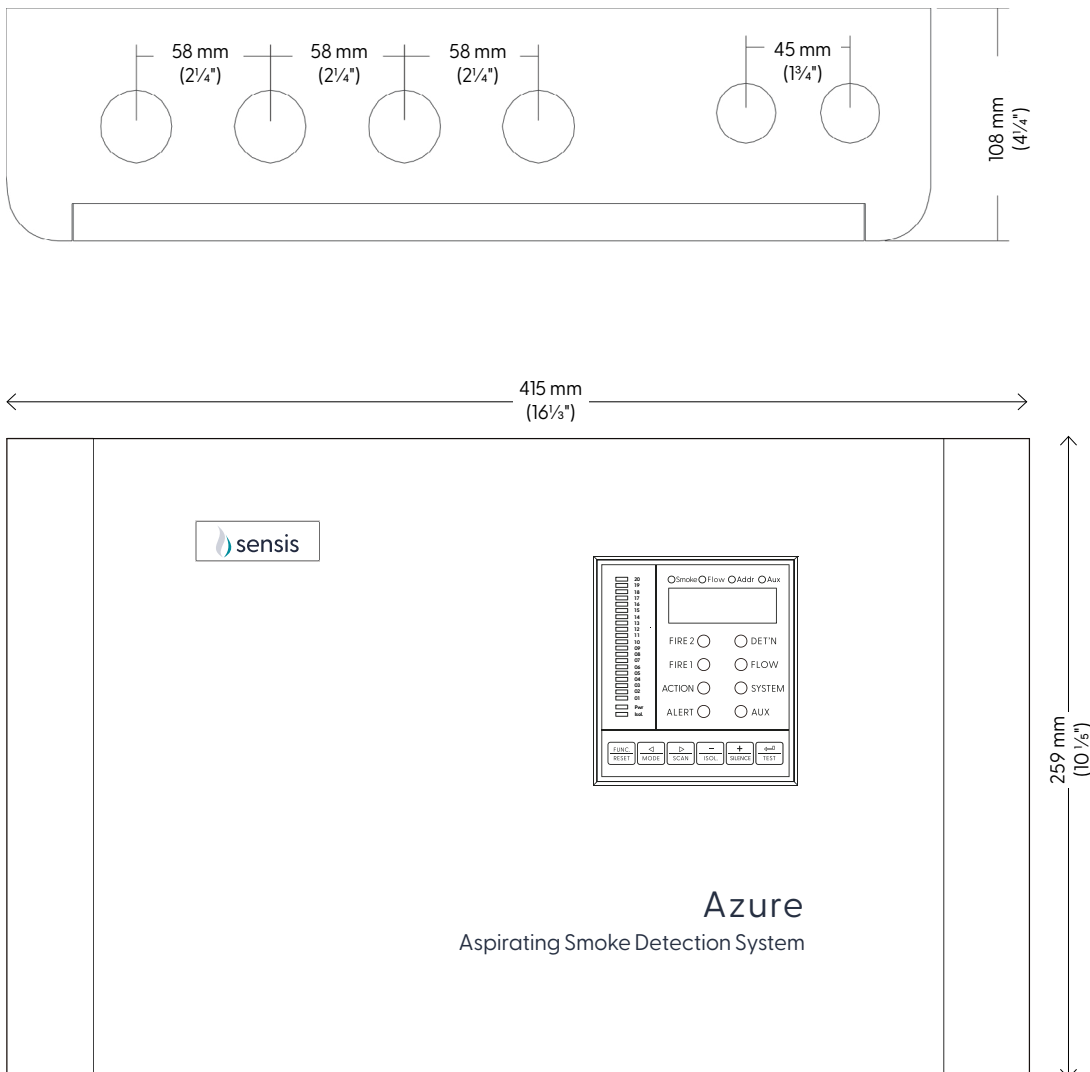 58 mm
(2¼")
58 mm
(2¼")
58 mm
(2¼")
45 mm
(1¾")
108 mm
(4¼")
415 mm
(16⅓")
sensis
20
19
18
17
16
15
14
13
12
11
10
09
08
07
06
05
04
03
02
01
Pwr
Isol.
Smoke Flow Addr Aux
FIRE 2 DET'N
FIRE 1 FLOW
ACTION SYSTEM
ALERT AUX
FUNC. − +
RESET MODE SCAN ISOL. SILENCE TEST
259 mm
(10 ⅕")
Azure
Aspirating Smoke Detection System